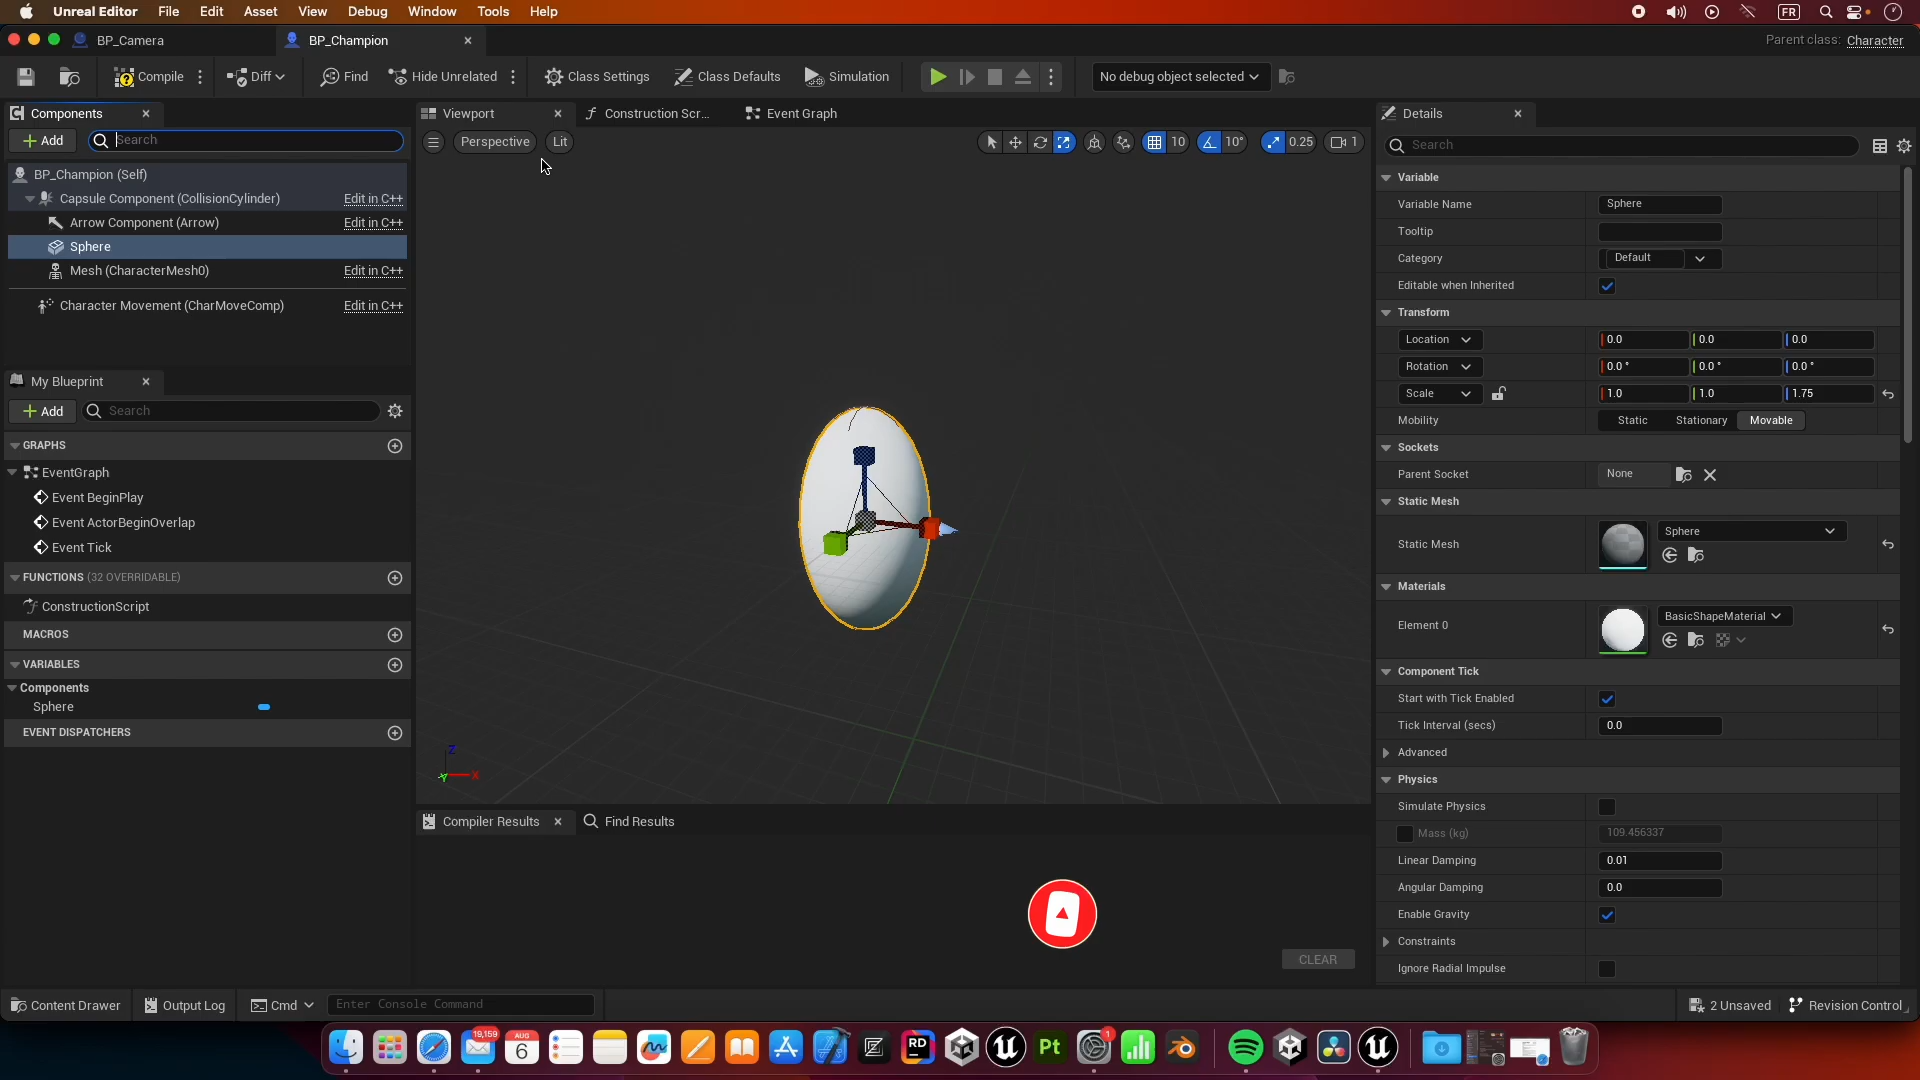 Unreal Editor File Edit Asset View Debug Window Tools Help FR
BP_Camera BP_Champion Parent class: Character
Compile Diff Find Hide Unrelated Class Settings Class Defaults Simulation No debug object selected
Components Viewport Construction Scr... Event Graph Details
Add Search Perspective Lit 10 10° 0.25 1 Search
BP_Champion (Self)
Capsule Component (CollisionCylinder) Edit in C++
Arrow Component (Arrow) Edit in C++
Sphere
Mesh (CharacterMesh0) Edit in C++
Character Movement (CharMoveComp) Edit in C++
My Blueprint
Add Search
GRAPHS
EventGraph
Event BeginPlay
Event ActorBeginOverlap
Event Tick
FUNCTIONS (32 OVERRIDABLE)
ConstructionScript
MACROS
VARIABLES
Components
Sphere
EVENT DISPATCHERS
Z
X
Y
Compiler Results Find Results
CLEAR
Variable
Variable Name Sphere
Tooltip
Category Default
Editable when Inherited
Transform
Location 0.0 0.0 0.0
Rotation 0.0 ° 0.0 ° 0.0 °
Scale 1.0 1.0 1.75
Mobility Static Stationary Movable
Sockets
Parent Socket None
Static Mesh
Static Mesh Sphere
Materials
Element 0 BasicShapeMaterial
Component Tick
Start with Tick Enabled
Tick Interval (secs) 0.0
Advanced
Physics
Simulate Physics
Mass (kg) 109.456337
Linear Damping 0.01
Angular Damping 0.0
Enable Gravity
Constraints
Ignore Radial Impulse
Content Drawer Output Log Cmd Enter Console Command 2 Unsaved Revision Control
19,159 AUG 6 RD Pt 1